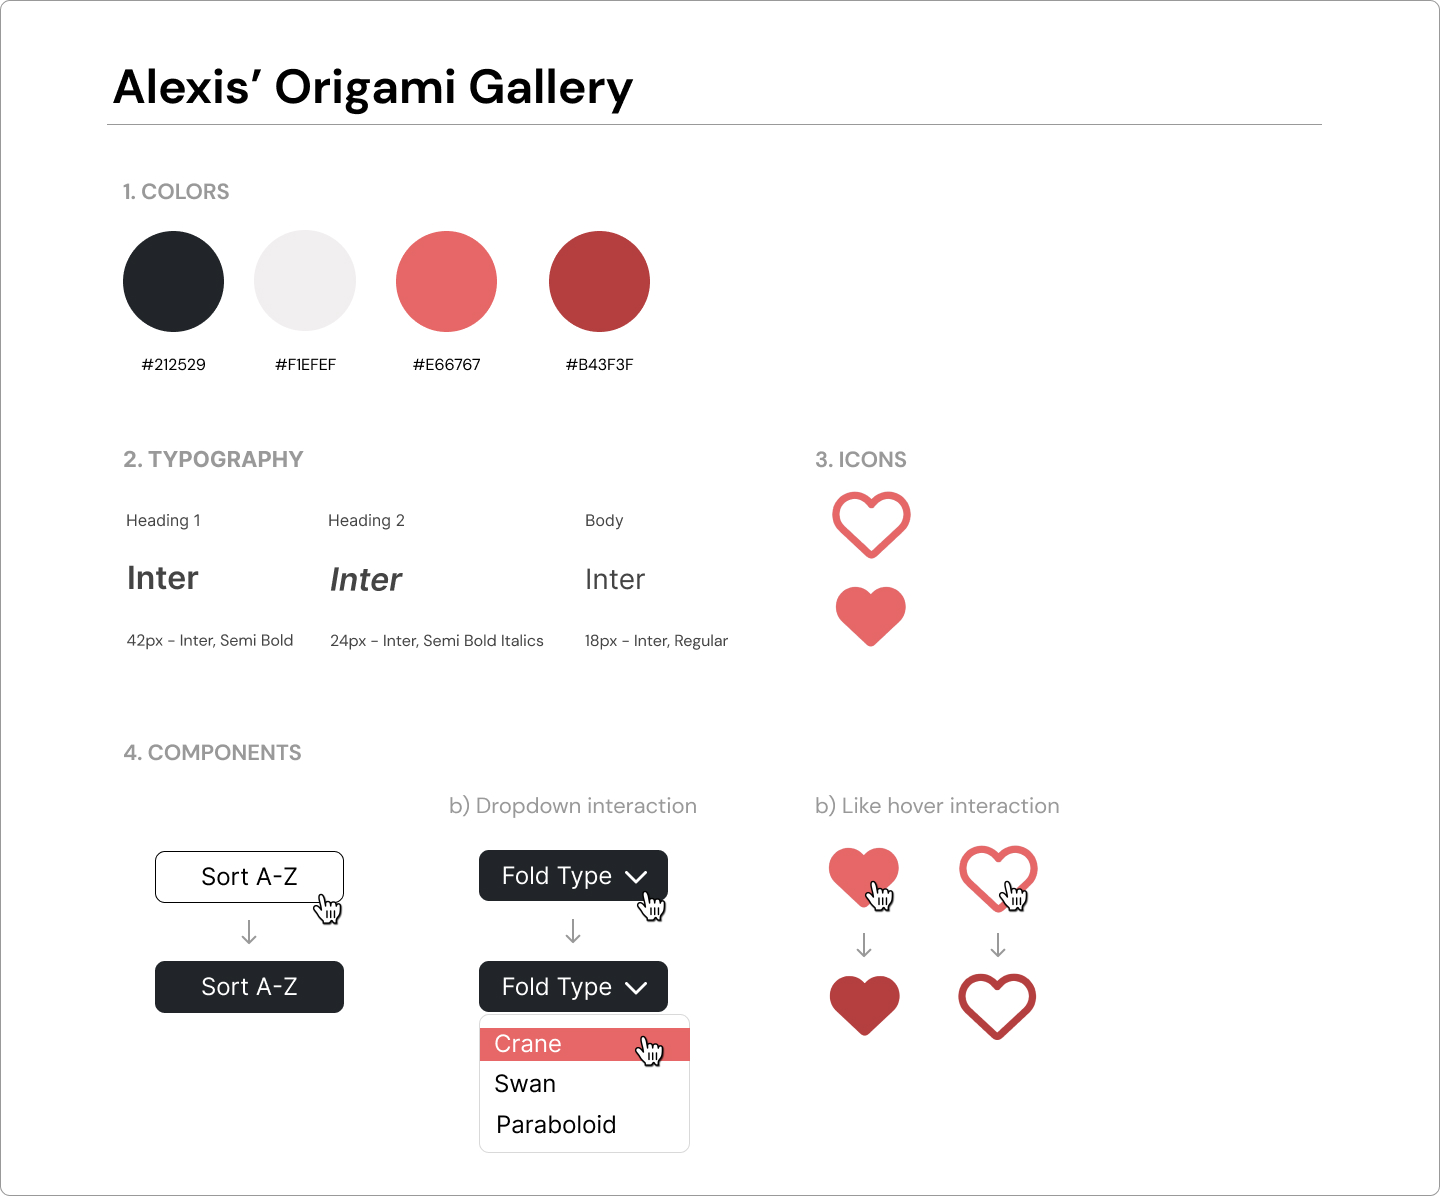 Alexis’ Origami Gallery
1. COLORS
#212529
#F1EFEF
#E66767
#B43F3F
2. TYPOGRAPHY
3. ICONS
Heading 1
Heading 2
Body
Inter
Inter
Inter
42px - Inter, Semi Bold
24px - Inter, Semi Bold Italics
18px - Inter, Regular
4. COMPONENTS
b) Dropdown interaction
b) Like hover interaction
Sort A-Z
Fold Type
Sort A-Z
Fold Type
Crane
Swan
Paraboloid